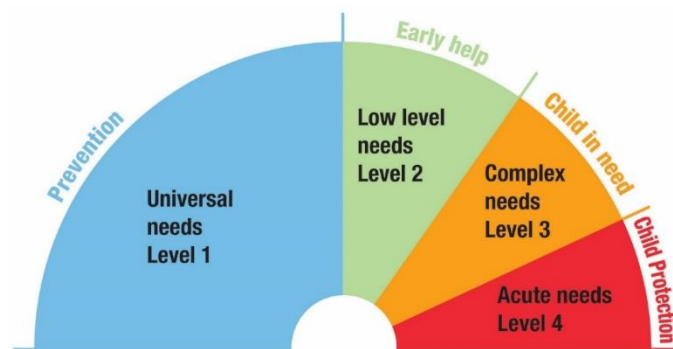 Prevention
Universal
needs
Level 1
Early help
Low level
needs
Level 2
Child in need
Complex
needs
Level 3
Child Protection
Acute needs
Level 4